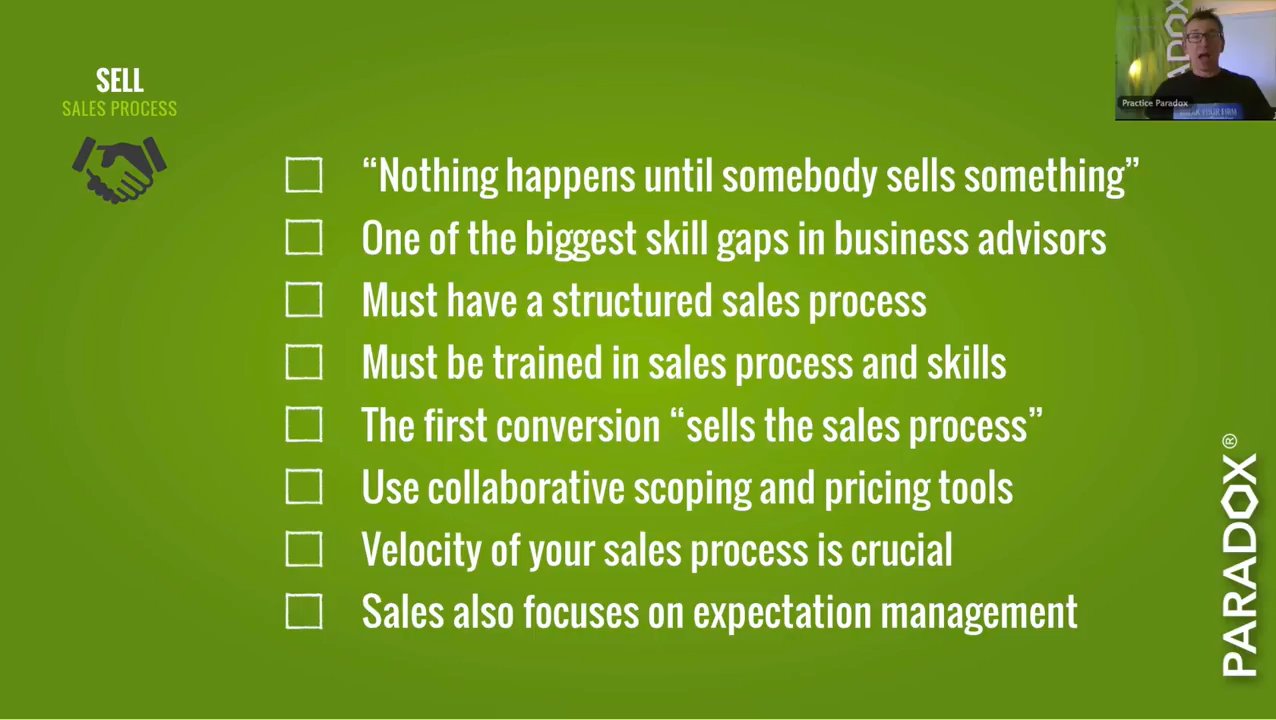 SELL
SALES PROCESS
Practice Paradox
“Nothing happens until somebody sells something”
One of the biggest skill gaps in business advisors
Must have a structured sales process
Must be trained in sales process and skills
The first conversion “sells the sales process”
Use collaborative scoping and pricing tools
Velocity of your sales process is crucial
Sales also focuses on expectation management
PARADOX®